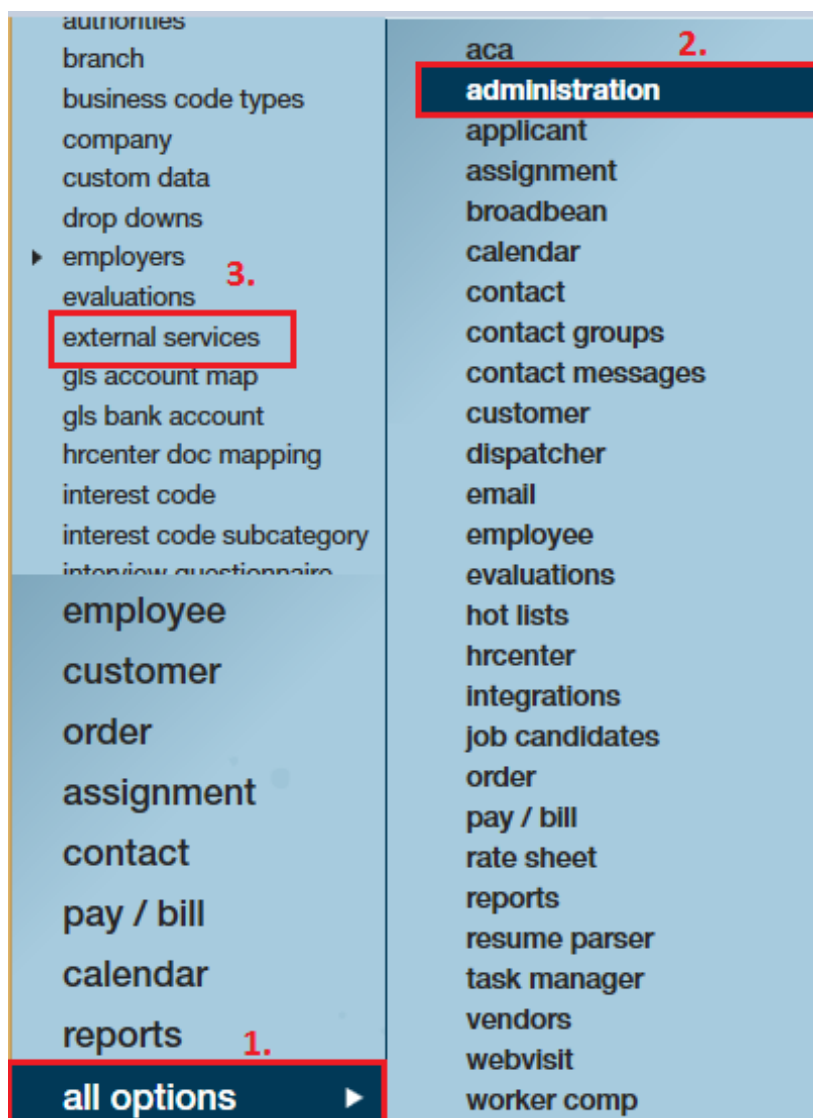 authorities
branch
business code types
company
custom data
drop downs
employers
3.
evaluations
external services
gls account map
gls bank account
hrcenter doc mapping
interest code
interest code subcategory
interview questionnaire
employee
customer
order
assignment
contact
pay / bill
calendar
reports
1.
all options
2.
aca
administration
applicant
assignment
broadbean
calendar
contact
contact groups
contact messages
customer
dispatcher
email
employee
evaluations
hot lists
hrcenter
integrations
job candidates
order
pay / bill
rate sheet
reports
resume parser
task manager
vendors
webvisit
worker comp